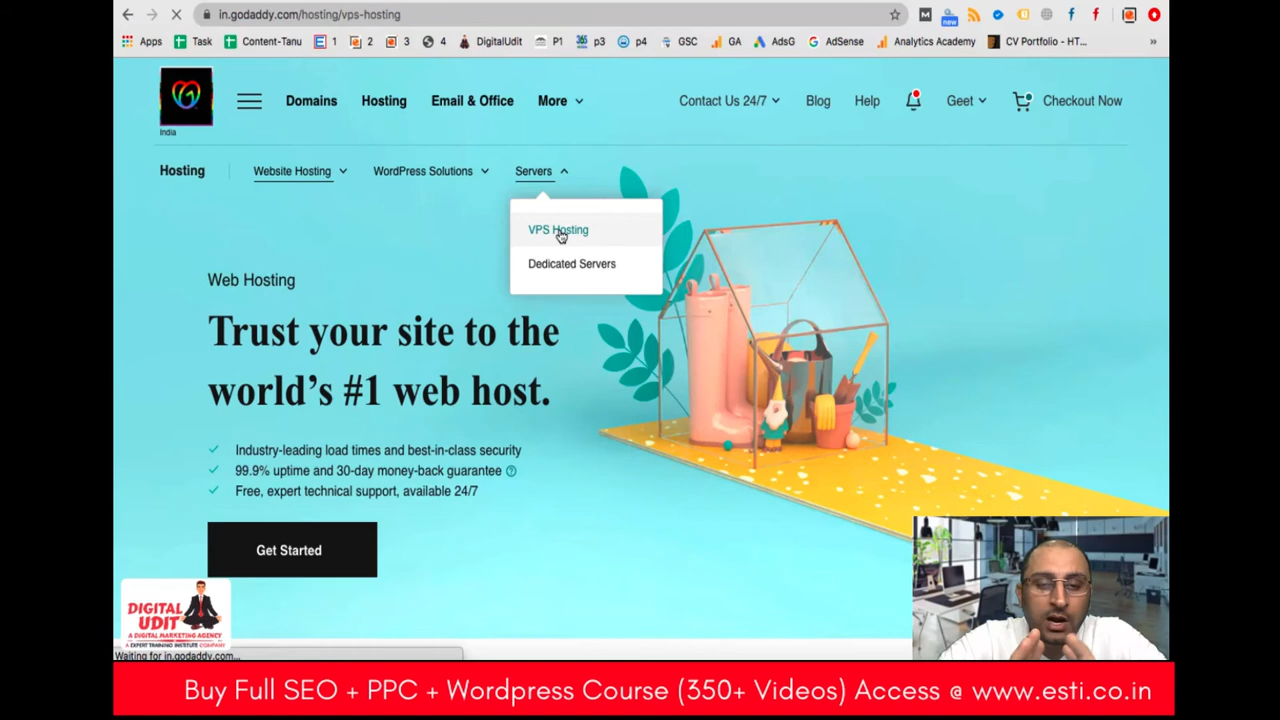 in.godaddy.com/hosting/vps-hosting
new
Apps Task Content-Tanu 1 2 3 4 DigitalUdit P1 p3 p4 GSC GA AdsG AdSense Analytics Academy CV Portfolio - HT... »
India
Domains Hosting Email & Office More Contact Us 24/7 Blog Help Geet Checkout Now
Hosting Website Hosting WordPress Solutions Servers
VPS Hosting
Dedicated Servers
Web Hosting
Trust your site to the
world's #1 web host.
Industry-leading load times and best-in-class security
99.9% uptime and 30-day money-back guarantee
Free, expert technical support, available 24/7
Get Started
DIGITAL
UDIT
A DIGITAL MARKETING AGENCY
A EXPERT TRAINING INSTITUTE COMPANY
Waiting for in.godaddy.com...
Buy Full SEO + PPC + Wordpress Course (350+ Videos) Access @ www.esti.co.in